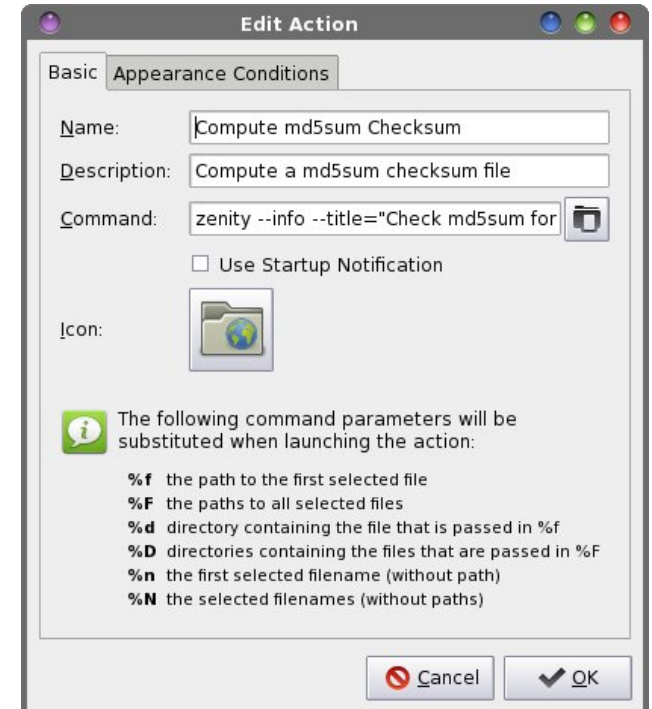 Edit Action
Basic Appearance Conditions
Name: Compute md5sum Checksum
Description: Compute a md5sum checksum file
Command: zenity --info --title="Check md5sum for
Use Startup Notification
Icon:
The following command parameters will be
substituted when launching the action:
%f the path to the first selected file
%F the paths to all selected files
%d directory containing the file that is passed in %f
%D directories containing the files that are passed in %F
%n the first selected filename (without path)
%N the selected filenames (without paths)
Cancel OK